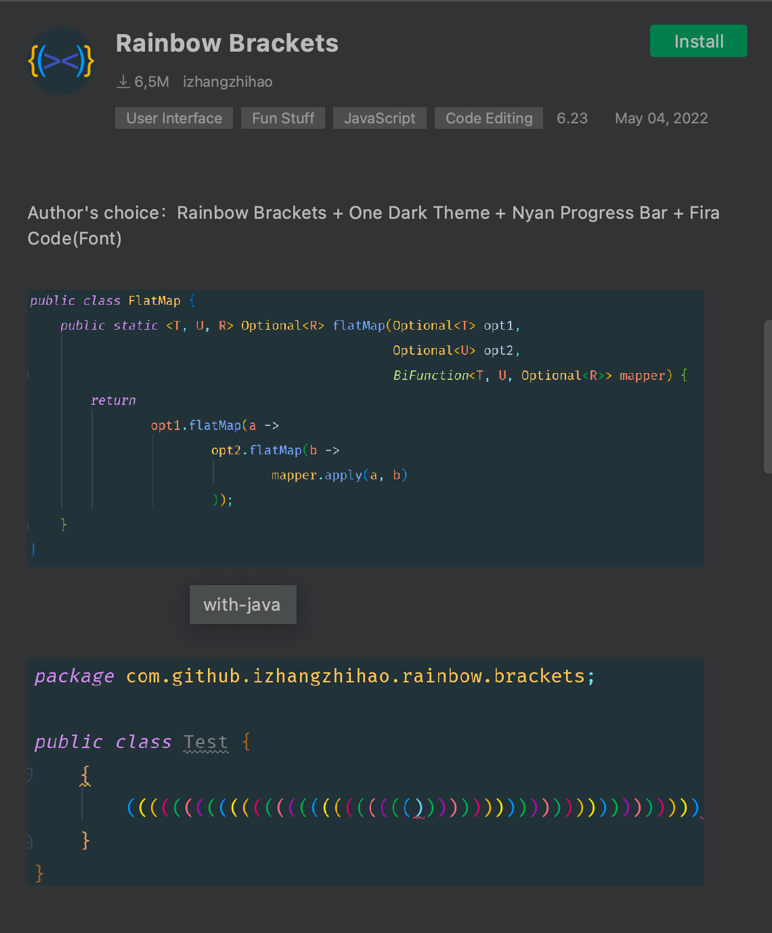 {(><)}
Rainbow Brackets
Install
6,5M izhangzhihao
User Interface Fun Stuff JavaScript Code Editing 6.23 May 04, 2022
Author's choice：Rainbow Brackets + One Dark Theme + Nyan Progress Bar + Fira
Code(Font)
public class FlatMap {
public static <T, U, R> Optional<R> flatMap(Optional<T> opt1,
Optional<U> opt2,
BiFunction<T, U, Optional<R>> mapper) {
return
opt1.flatMap(a ->
opt2.flatMap(b ->
mapper.apply(a, b)
));
}
}
with-java
package com.github.izhangzhihao.rainbow.brackets;
public class Test {
{
((((((((((((((((((((((((()))))))))))))))))))))))))
}
}